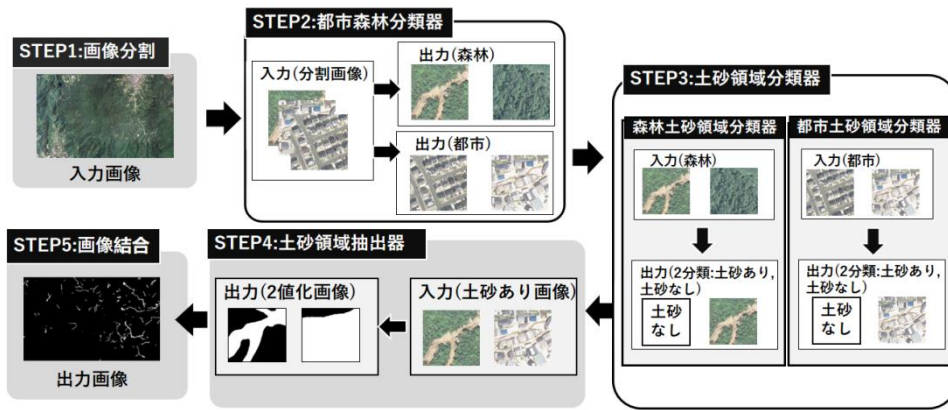 STEP1:画像分割
入力画像
STEP2:都市森林分類器
入力(分割画像)
出力(森林)
出力(都市)
STEP3:土砂領域分類器
森林土砂領域分類器
入力(森林)
出力(2分類:土砂あり,
土砂なし)
土砂
なし
都市土砂領域分類器
入力(都市)
出力(2分類:土砂あり,
土砂なし)
土砂
なし
STEP4:土砂領域抽出器
入力(土砂あり画像)
出力(2値化画像)
STEP5:画像結合
出力画像